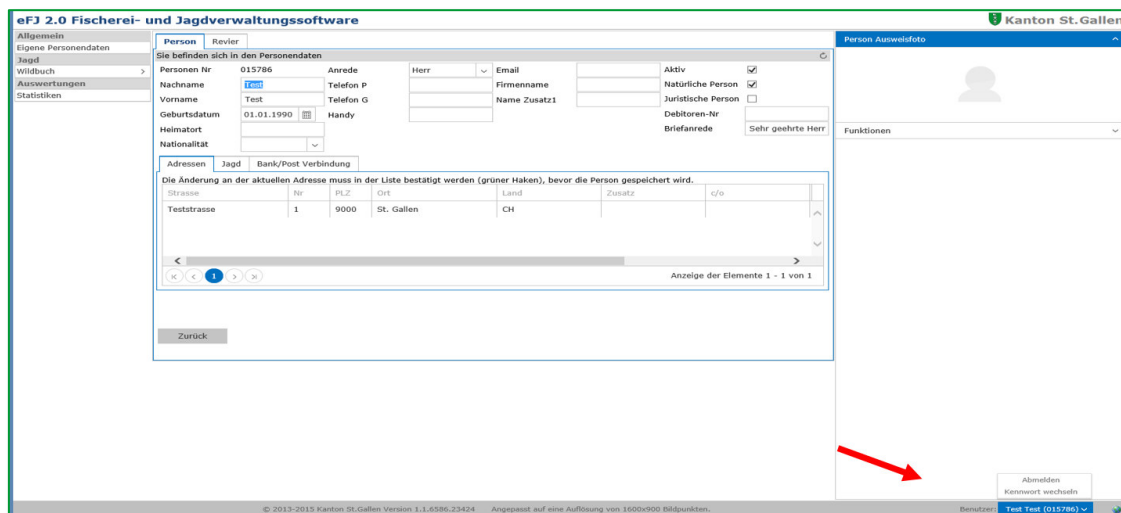 eFJ 2.0 Fischerei- und Jagdverwaltungssoftware
Kanton St.Gallen
Allgemein
Eigene Personendaten
Jagd
Wildbuch
Auswertungen
Statistiken
Person Revier
Sie befinden sich in den Personendaten
Personen Nr 015786 Anrede Herr Email Aktiv
Nachname Test Telefon P Firmenname Natürliche Person
Vorname Test Telefon G Name Zusatz1 Juristische Person
Geburtsdatum 01.01.1990 Handy Debitoren-Nr
Heimatort Briefanrede Sehr geehrte Herr
Nationalität
Adressen Jagd Bank/Post Verbindung
Die Änderung an der aktuellen Adresse muss in der Liste bestätigt werden (grüner Haken), bevor die Person gespeichert wird.
Strasse Nr PLZ Ort Land Zusatz c/o
Teststrasse 1 9000 St. Gallen CH
1 Anzeige der Elemente 1 - 1 von 1
Zurück
Person Ausweisfoto
Funktionen
Abmelden
Kennwort wechseln
© 2013-2015 Kanton St.Gallen Version 1.1.6586.23424 Angepasst auf eine Auflösung von 1600x900 Bildpunkten. Benutzer: Test Test (015786)